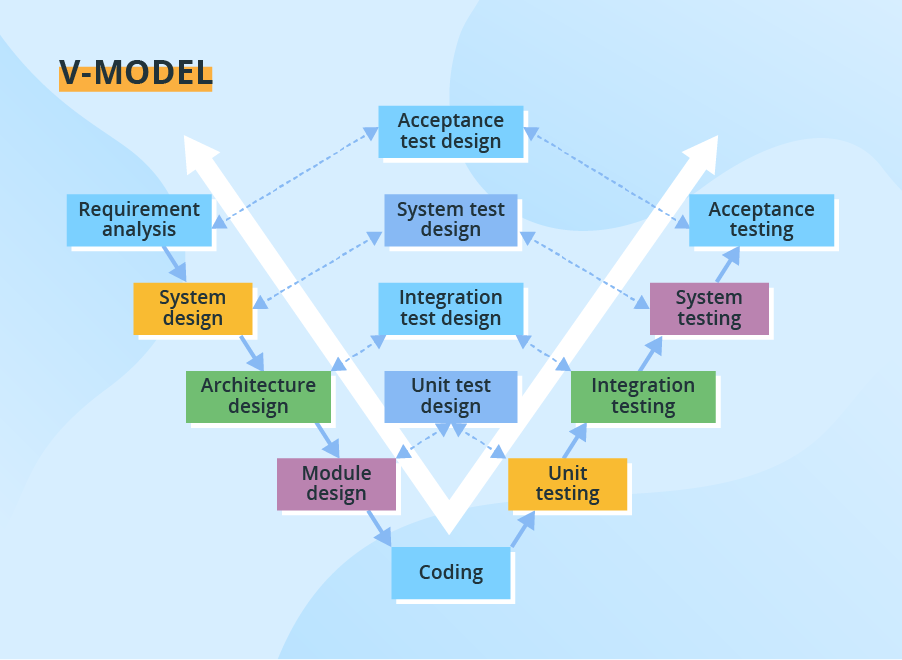 V-MODEL
Acceptance
test design
Requirement
analysis
System test
design
Acceptance
testing
System
design
Integration
test design
System
testing
Architecture
design
Unit test
design
Integration
testing
Module
design
Unit
testing
Coding